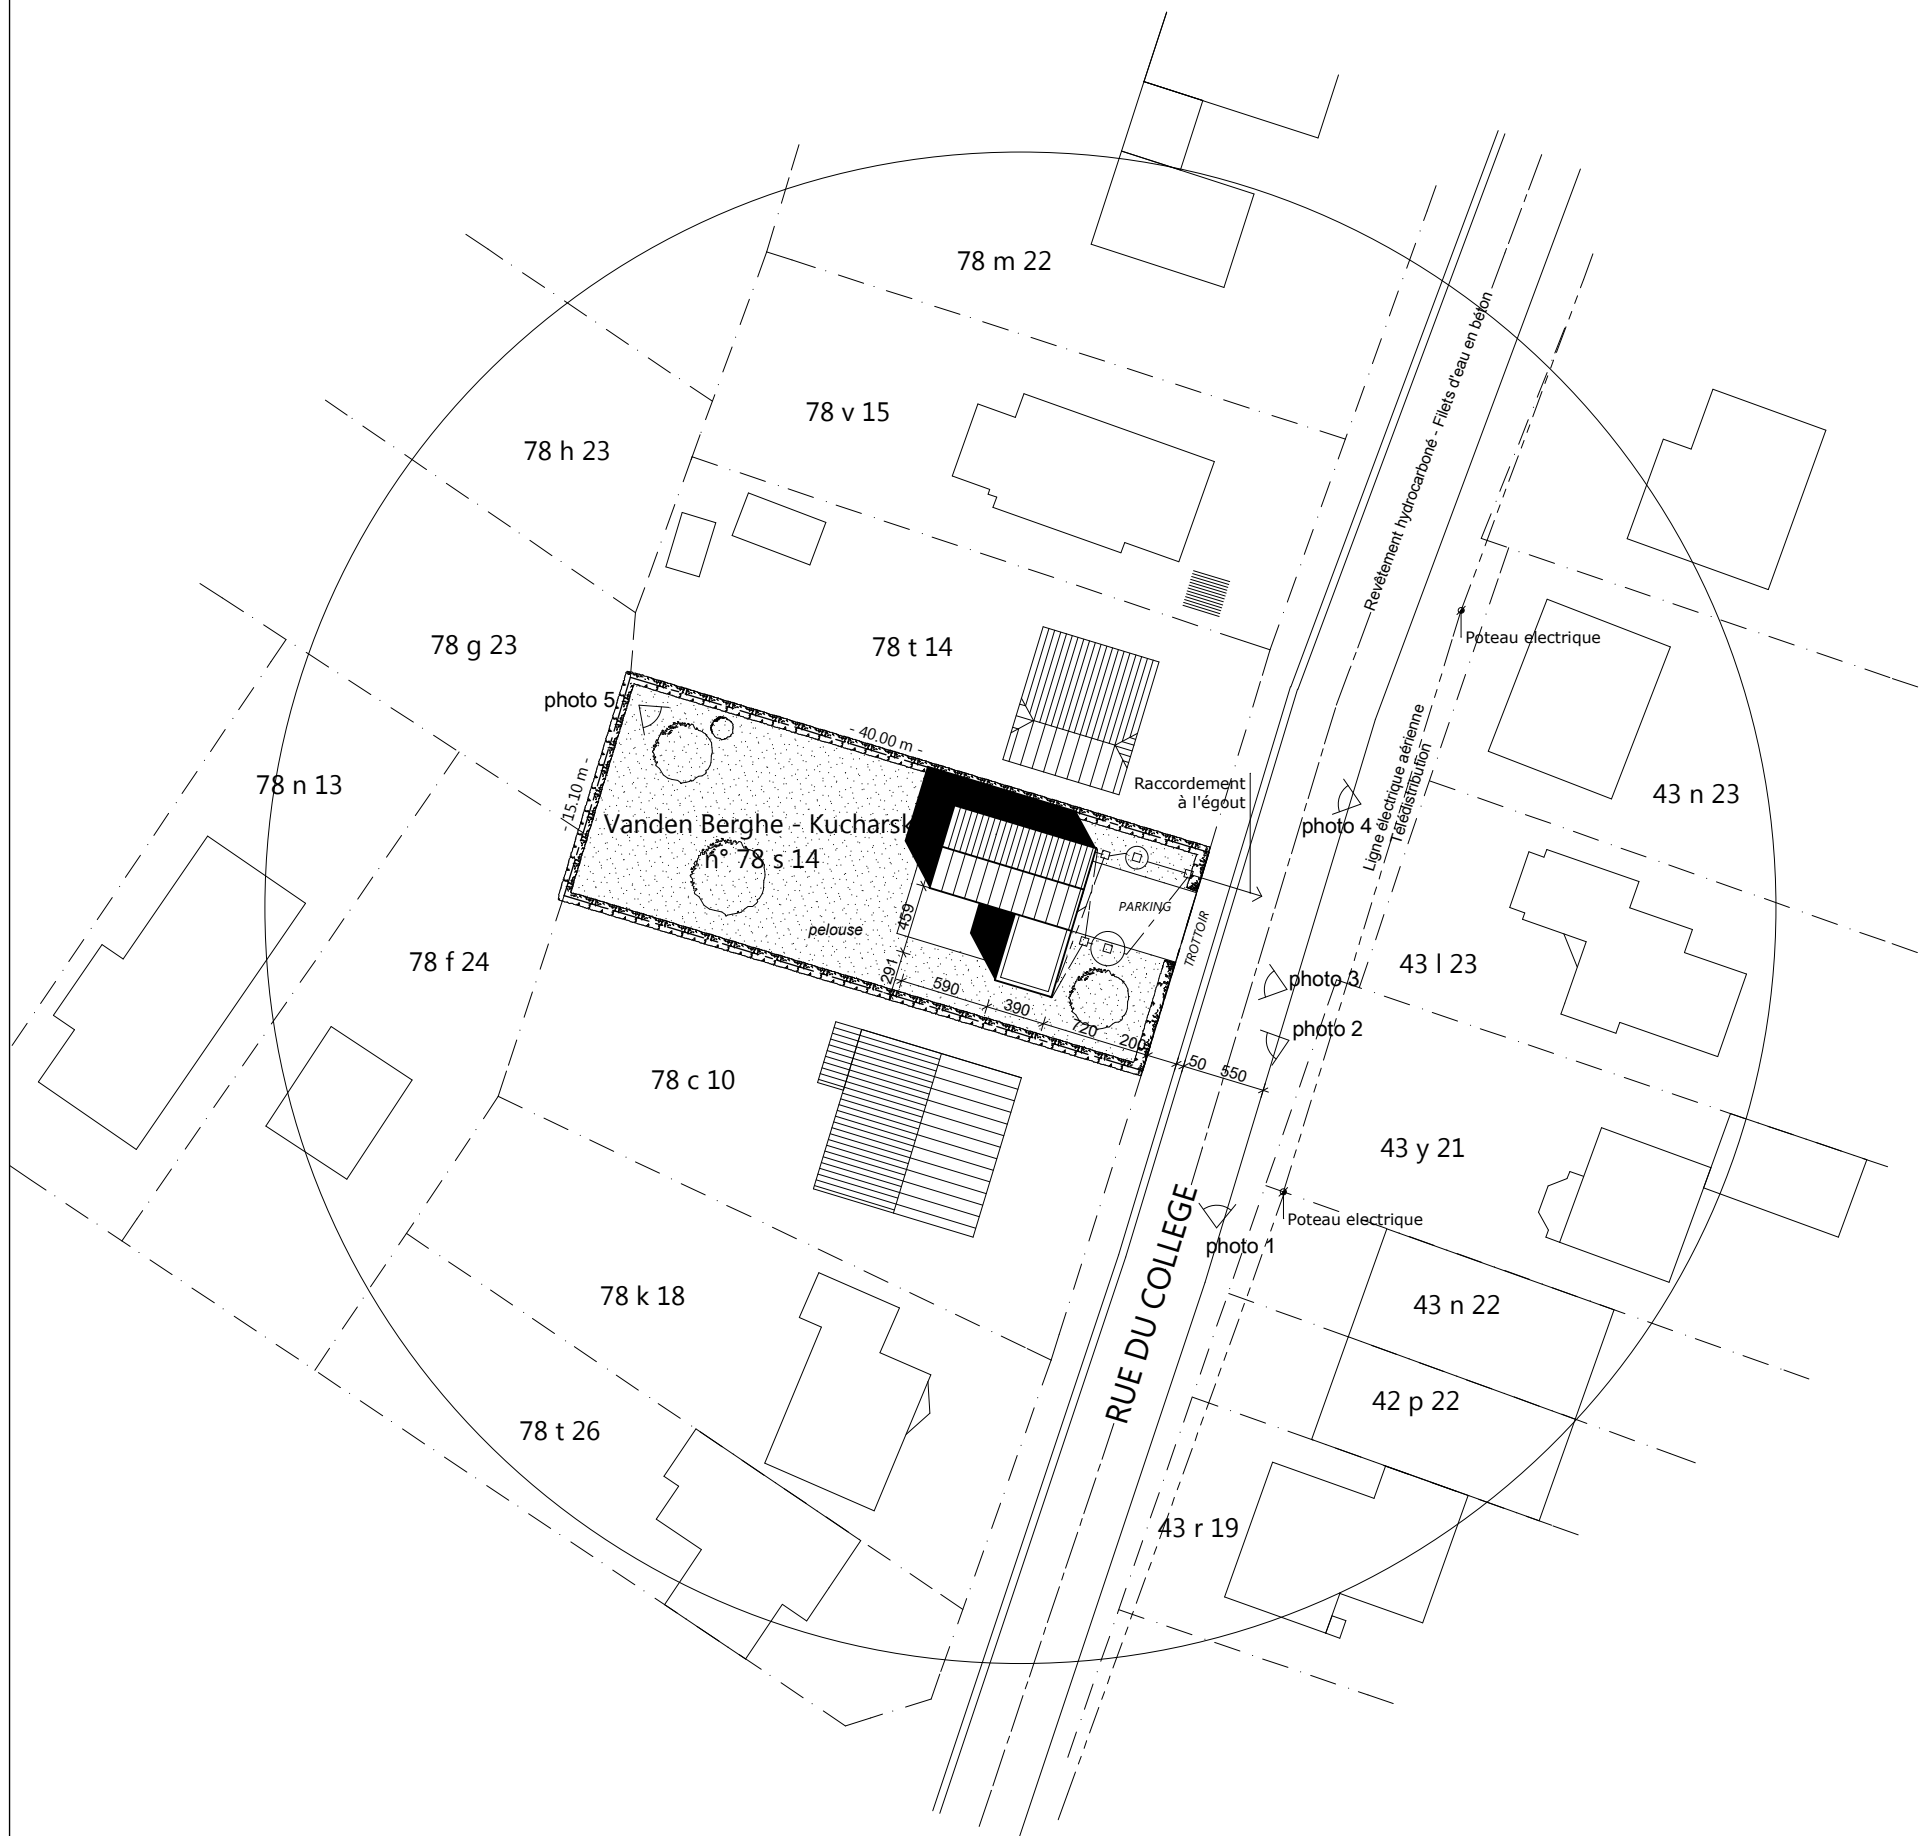 78 m 22
78 v 15
78 h 23
Revêtement hydrocarboné - Filets d'eau en béton
Poteau electrique
78 g 23
78 t 14
photo 5
- 40.00 m -
Ligne électrique aérienne
Télédistribution
Raccordement
à l'égout
78 n 13
- 15.10 m -
43 n 23
photo 4
Vanden Berghe - Kucharsk
n° 78 s 14
PARKING
TROTTOIR
pelouse
459
291
590
390
720
200
50
550
78 f 24
43 l 23
photo 3
photo 2
78 c 10
43 y 21
Poteau electrique
photo 1
RUE DU COLLEGE
78 k 18
43 n 22
42 p 22
78 t 26
43 r 19